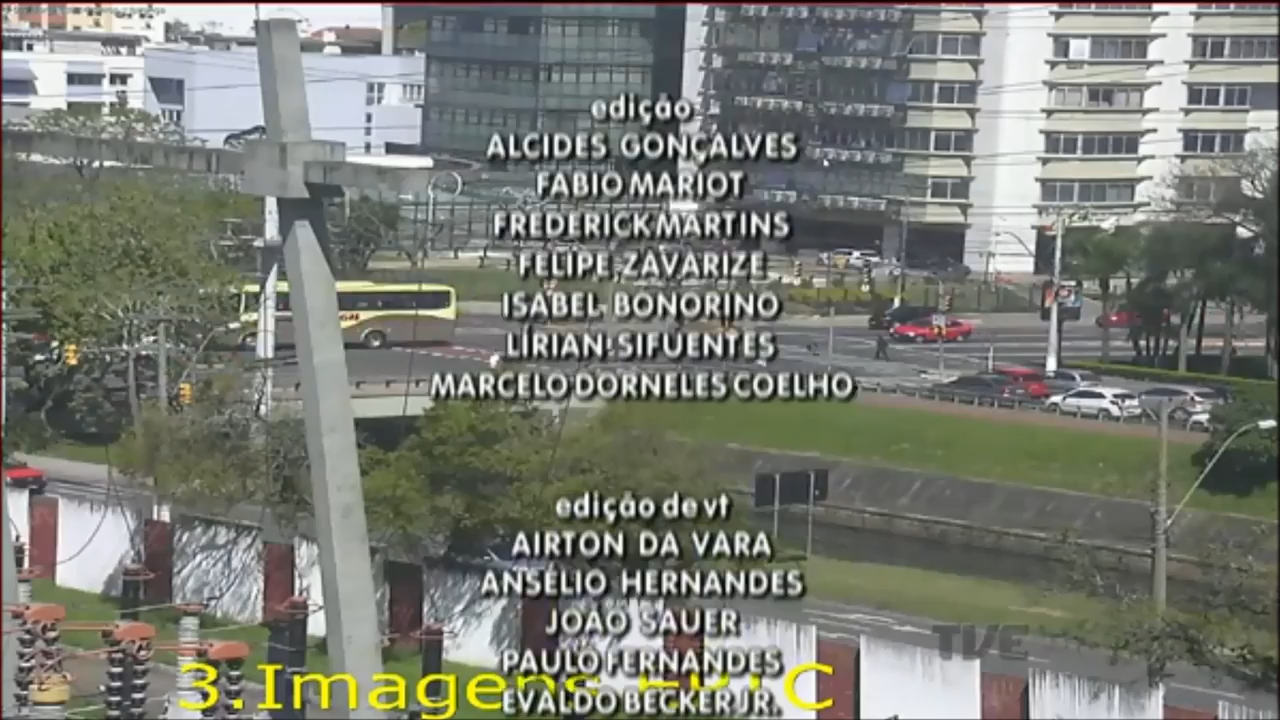 edição
ALCIDES GONÇALVES
FABIO MARIOT
FREDERICK MARTINS
FELIPE ZAVARIZE
ISABEL BONORINO
LÍRIAN SIFUENTES
MARCELO DORNELES COELHO
edição de vt
AIRTON DA VARA
ANSELIO HERNANDES
JOÃO SAUER
TVE
PAULO FERNANDES
3.Imagens
EVALDO BECKER JR.